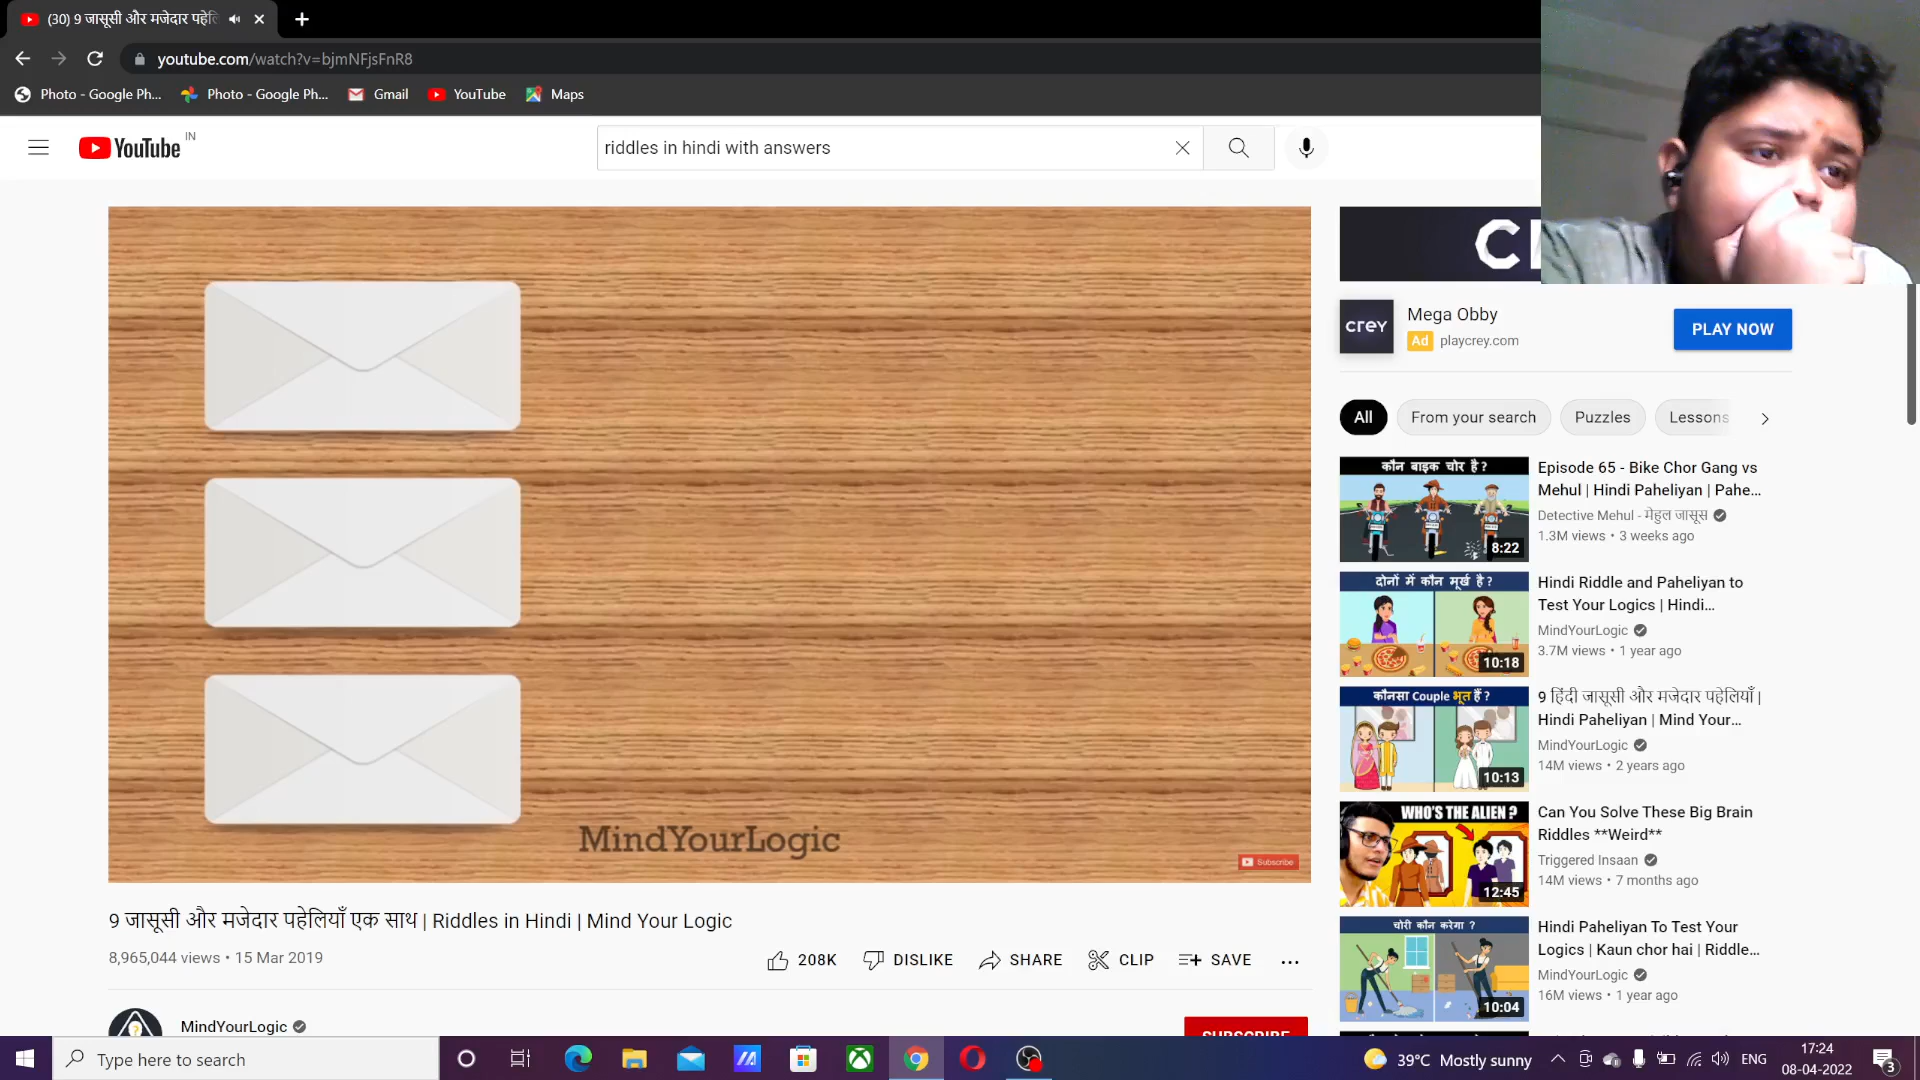 (30) 9 जासूसी और मजेदार
youtube.com/watch?v=bjmNFjsFnR8
Photo - Google Ph...
Photo - Google Ph...
Gmail
YouTube
Maps
YouTube IN
riddles in hindi with answers
MindYourLogic
Subscribe
9 जासूसी और मजेदार पहेलियाँ एक साथ | Riddles in Hindi | Mind Your Logic
8,965,044 views • 15 Mar 2019
208K
DISLIKE
SHARE
CLIP
SAVE
MindYourLogic
SUBSCRIBE
crey
Mega Obby
Ad playcrey.com
PLAY NOW
All
From your search
Puzzles
Lessons
कौन बाइक चोर है?
8:22
Episode 65 - Bike Chor Gang vs
Mehul | Hindi Paheliyan | Pahe...
Detective Mehul - मेहुल जासूस
1.3M views • 3 weeks ago
दोनों में कौन मूर्ख है?
10:18
Hindi Riddle and Paheliyan to
Test Your Logics | Hindi...
MindYourLogic
3.7M views • 1 year ago
कौनसा Couple भूत हैं ?
10:13
9 हिंदी जासूसी और मजेदार पहेलियाँ |
Hindi Paheliyan | Mind Your...
MindYourLogic
14M views • 2 years ago
WHO'S THE ALIEN ?
12:45
Can You Solve These Big Brain
Riddles **Weird**
Triggered Insaan
14M views • 7 months ago
चोरी कौन करेगा ?
10:04
Hindi Paheliyan To Test Your
Logics | Kaun chor hai | Riddle...
MindYourLogic
16M views • 1 year ago
Type here to search
39°C Mostly sunny
ENG
17:24
08-04-2022
3